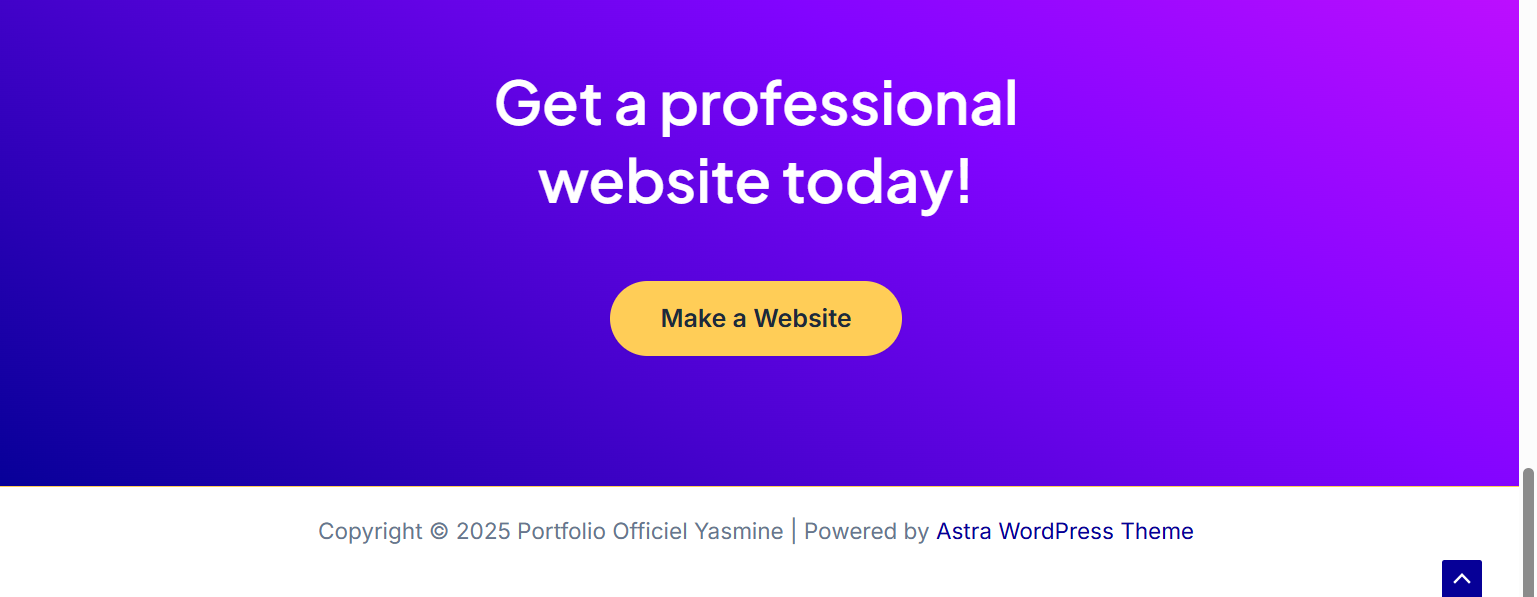 Get a professional
website today!
Make a Website
Copyright © 2025 Portfolio Officiel Yasmine | Powered by Astra WordPress Theme